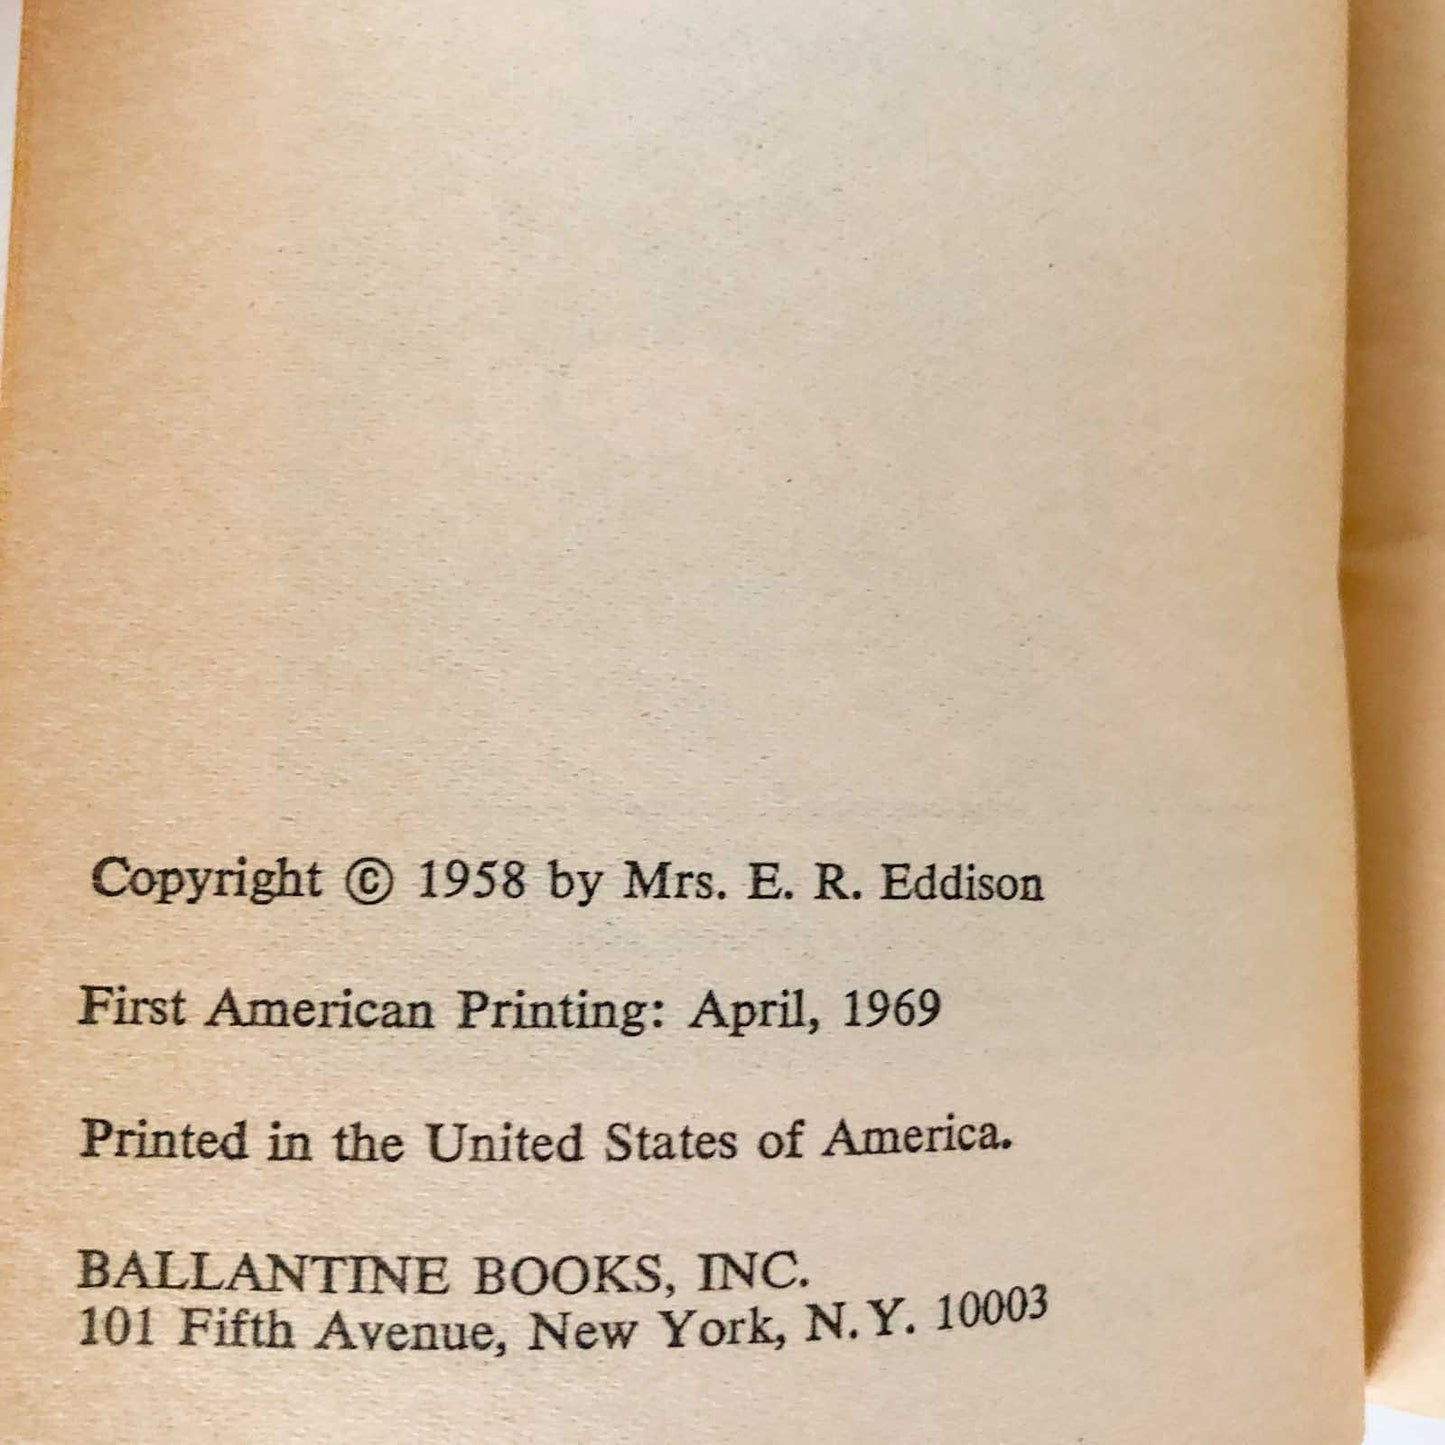 Copyright © 1958 by Mrs. E. R. Eddison
First American Printing: April, 1969
Printed in the United States of America.
BALLANTINE BOOKS, INC.
101 Fifth Avenue, New York, N. Y. 10003